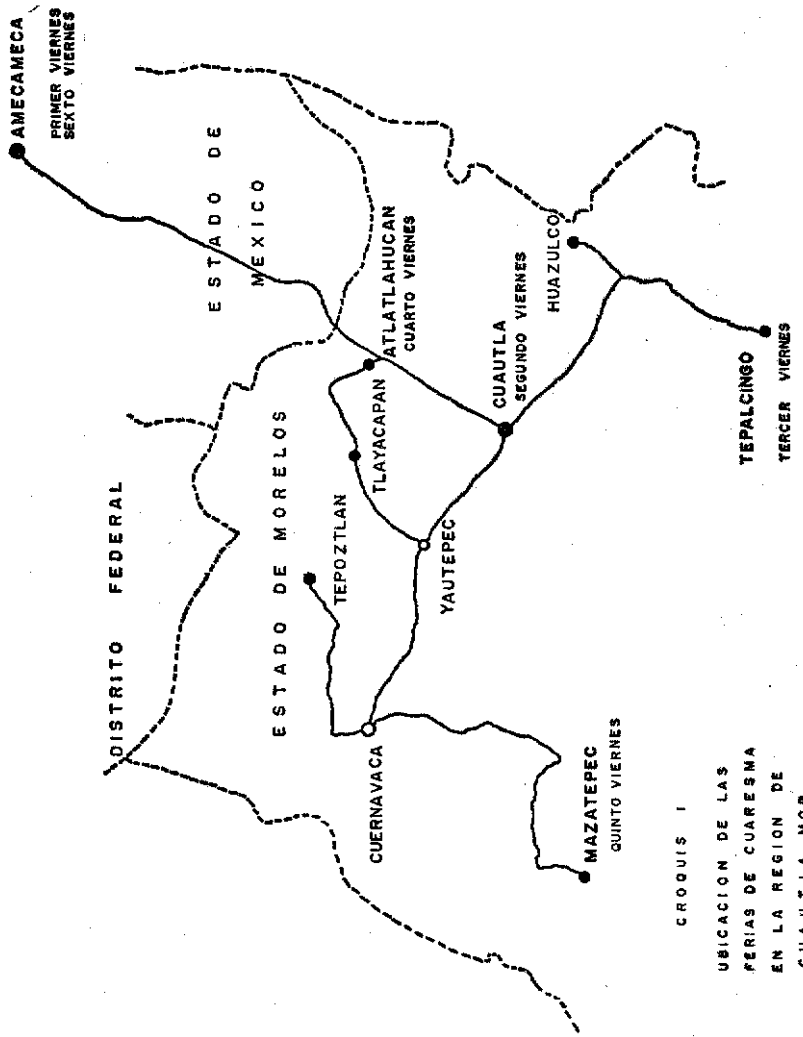 AMECAMECA
PRIMER VIERNES
SEXTO VIERNES
DISTRITO FEDERAL
ESTADO DE
MEXICO
ESTADO DE MORELOS
ATLATLAHUCAN
CUARTO VIERNES
TLAYACAPAN
TEPOZTLAN
HUAZULCO
CUAUTLA
SEGUNDO VIERNES
YAUTEPEC
CUERNAVACA
TEPALCINGO
TERCER VIERNES
MAZATEPEC
QUINTO VIERNES
CROQUIS I
UBICACION DE LAS
FERIAS DE CUARESMA
EN LA REGION DE